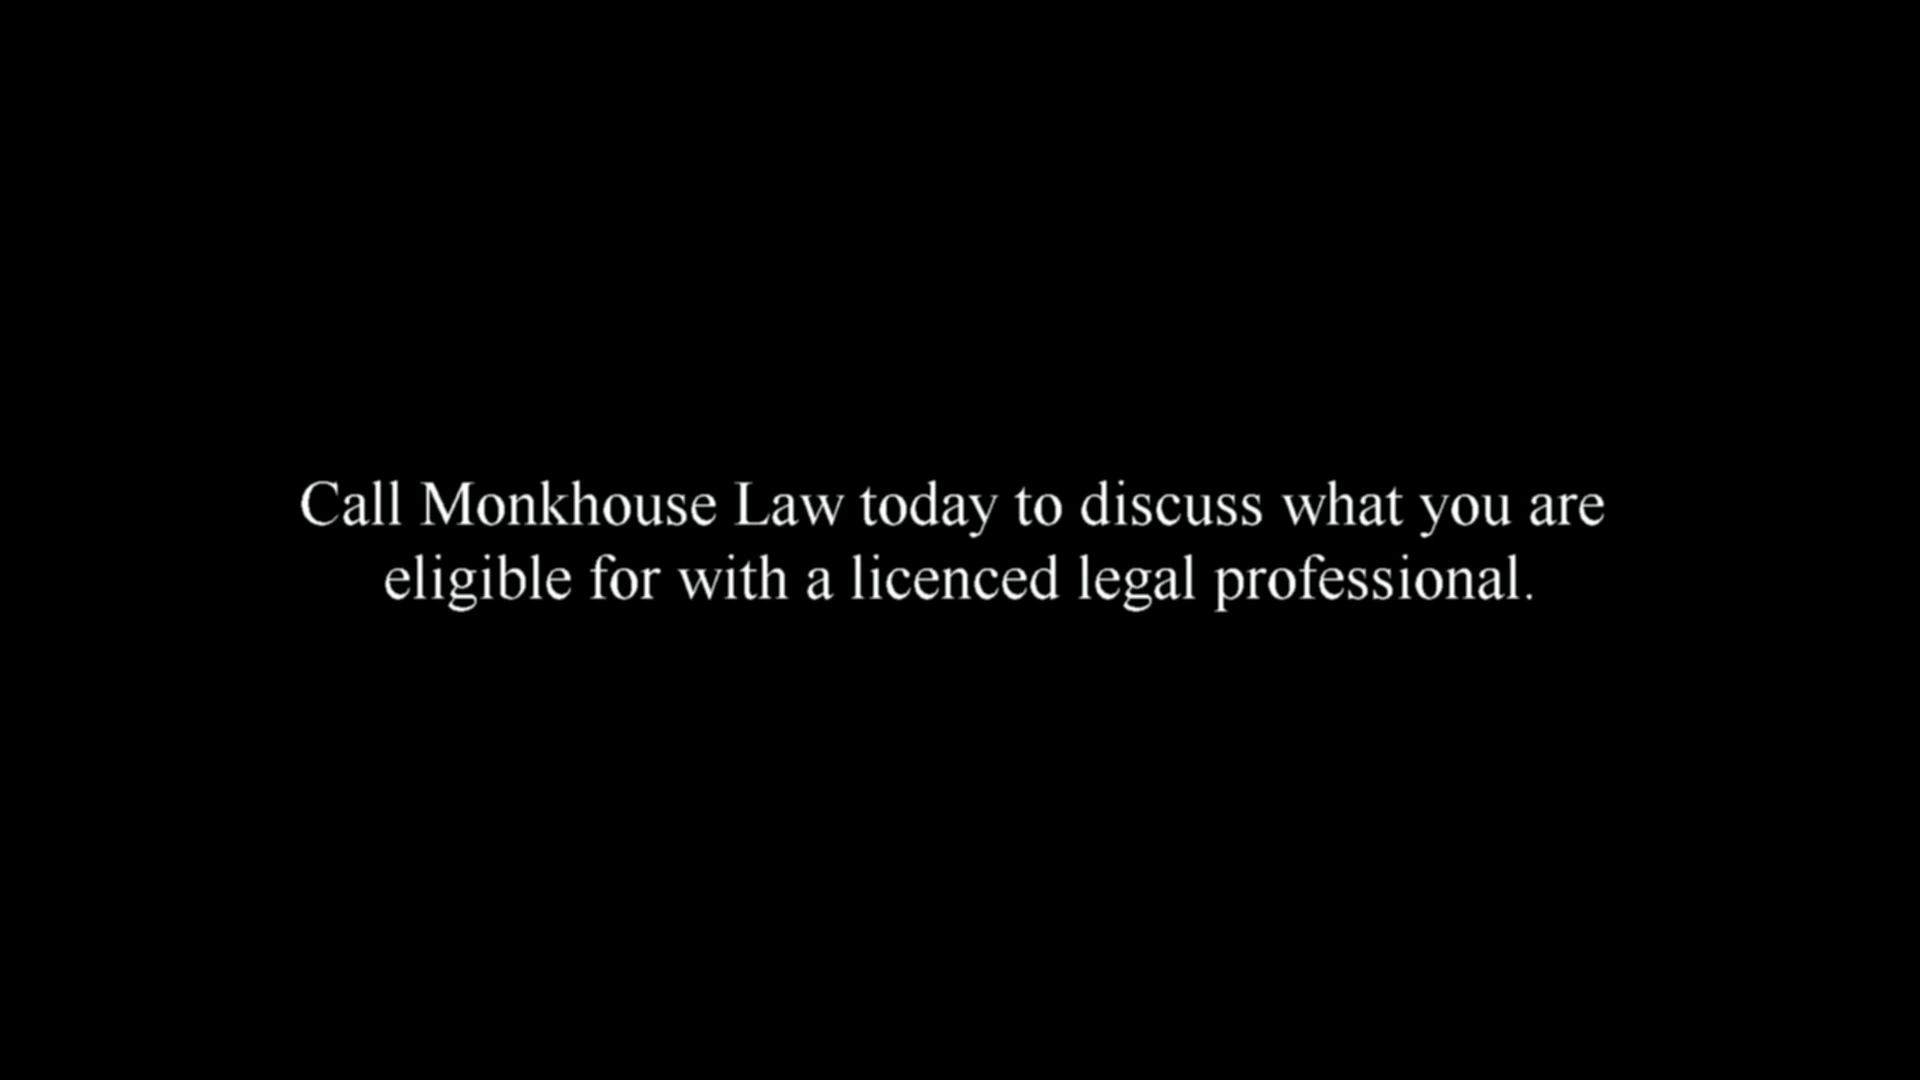 Call Monkhouse Law today to discuss what you are
eligible for with a licenced legal professional.